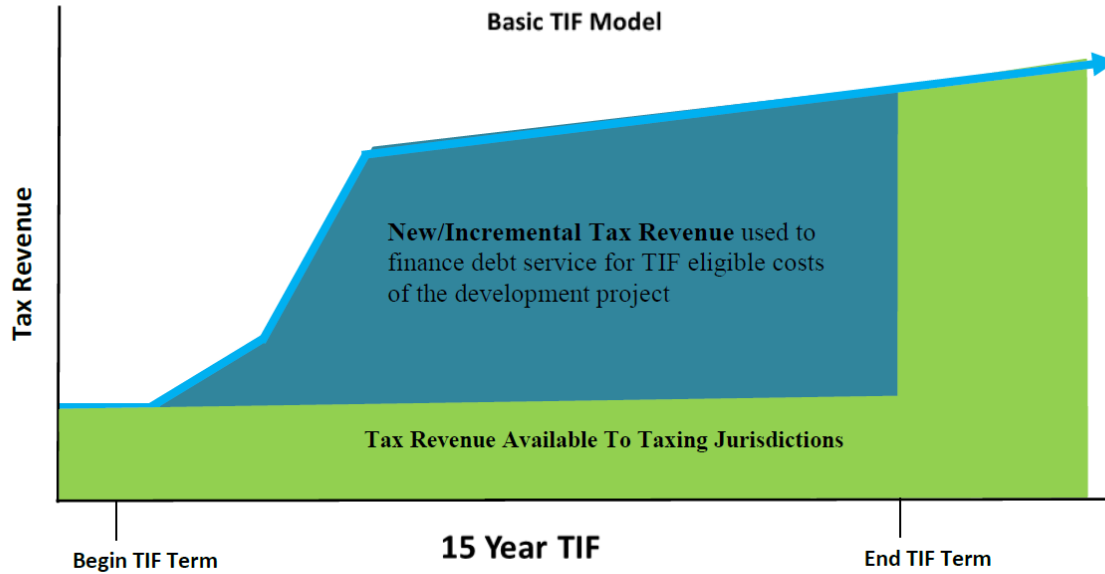 Basic TIF Model
Tax Revenue
New/Incremental Tax Revenue used to
finance debt service for TIF eligible costs
of the development project
Tax Revenue Available To Taxing Jurisdictions
Begin TIF Term
15 Year TIF
End TIF Term